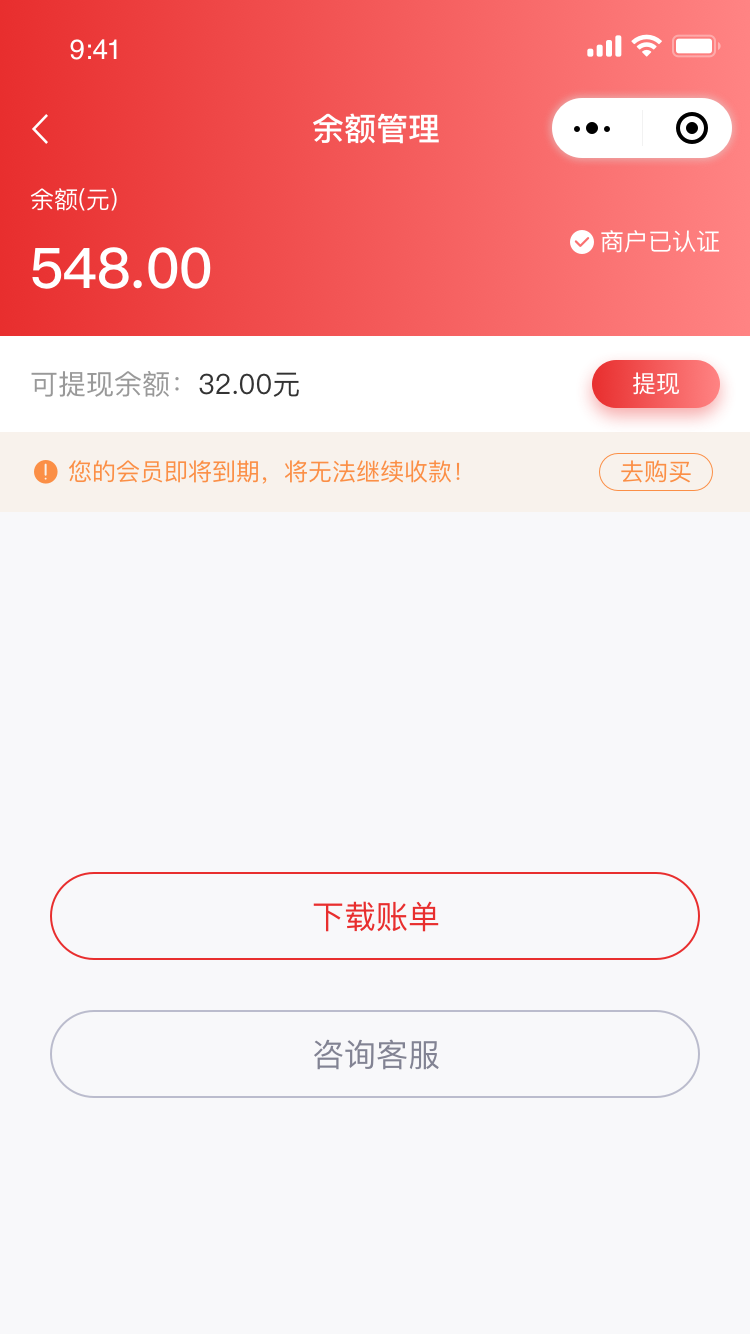 9:41
余额管理
余额(元)
548.00
商户已认证
可提现余额: 32.00元
提现
您的会员即将到期，将无法继续收款!
去购买
下载账单
咨询客服